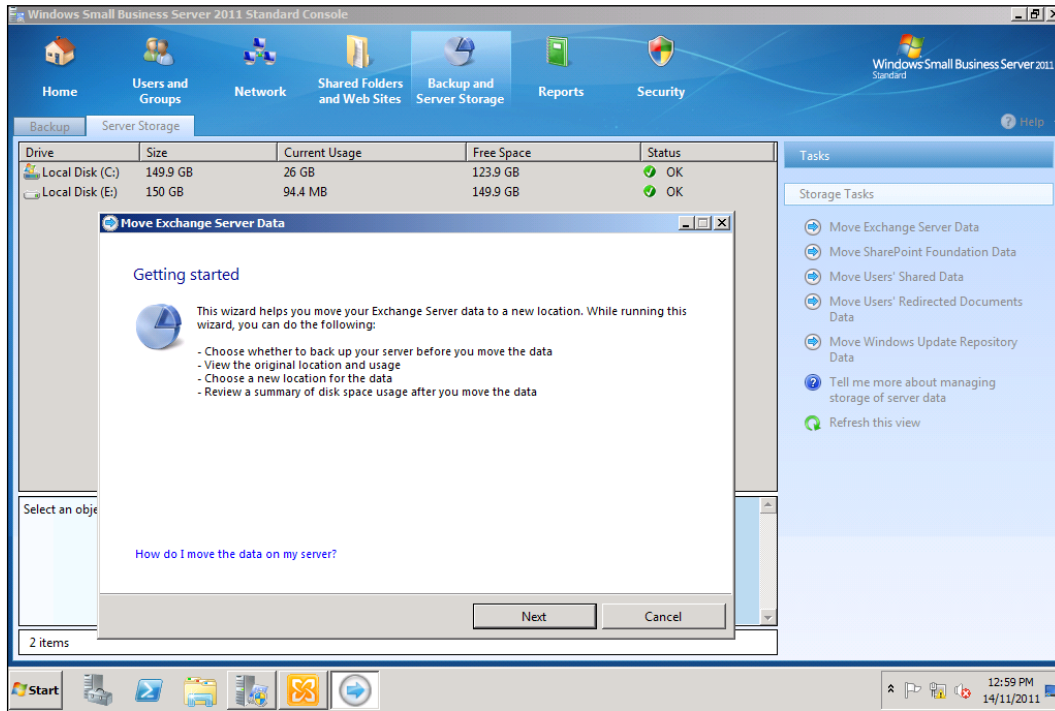 Windows Small Business Server 2011 Standard Console
Home
Users and
Groups
Network
Shared Folders
and Web Sites
Backup and
Server Storage
Reports
Security
Windows Small Business Server 2011
Standard
Backup
Server Storage
Help
Drive Size Current Usage Free Space Status
Local Disk (C:) 149.9 GB 26 GB 123.9 GB OK
Local Disk (E:) 150 GB 94.4 MB 149.9 GB OK
Move Exchange Server Data
Getting started
This wizard helps you move your Exchange Server data to a new location. While running this
wizard, you can do the following:
- Choose whether to back up your server before you move the data
- View the original location and usage
- Choose a new location for the data
- Review a summary of disk space usage after you move the data
How do I move the data on my server?
Next
Cancel
Select an obje
2 items
Tasks
Storage Tasks
Move Exchange Server Data
Move SharePoint Foundation Data
Move Users' Shared Data
Move Users' Redirected Documents
Data
Move Windows Update Repository
Data
Tell me more about managing
storage of server data
Refresh this view
Start
12:59 PM
14/11/2011